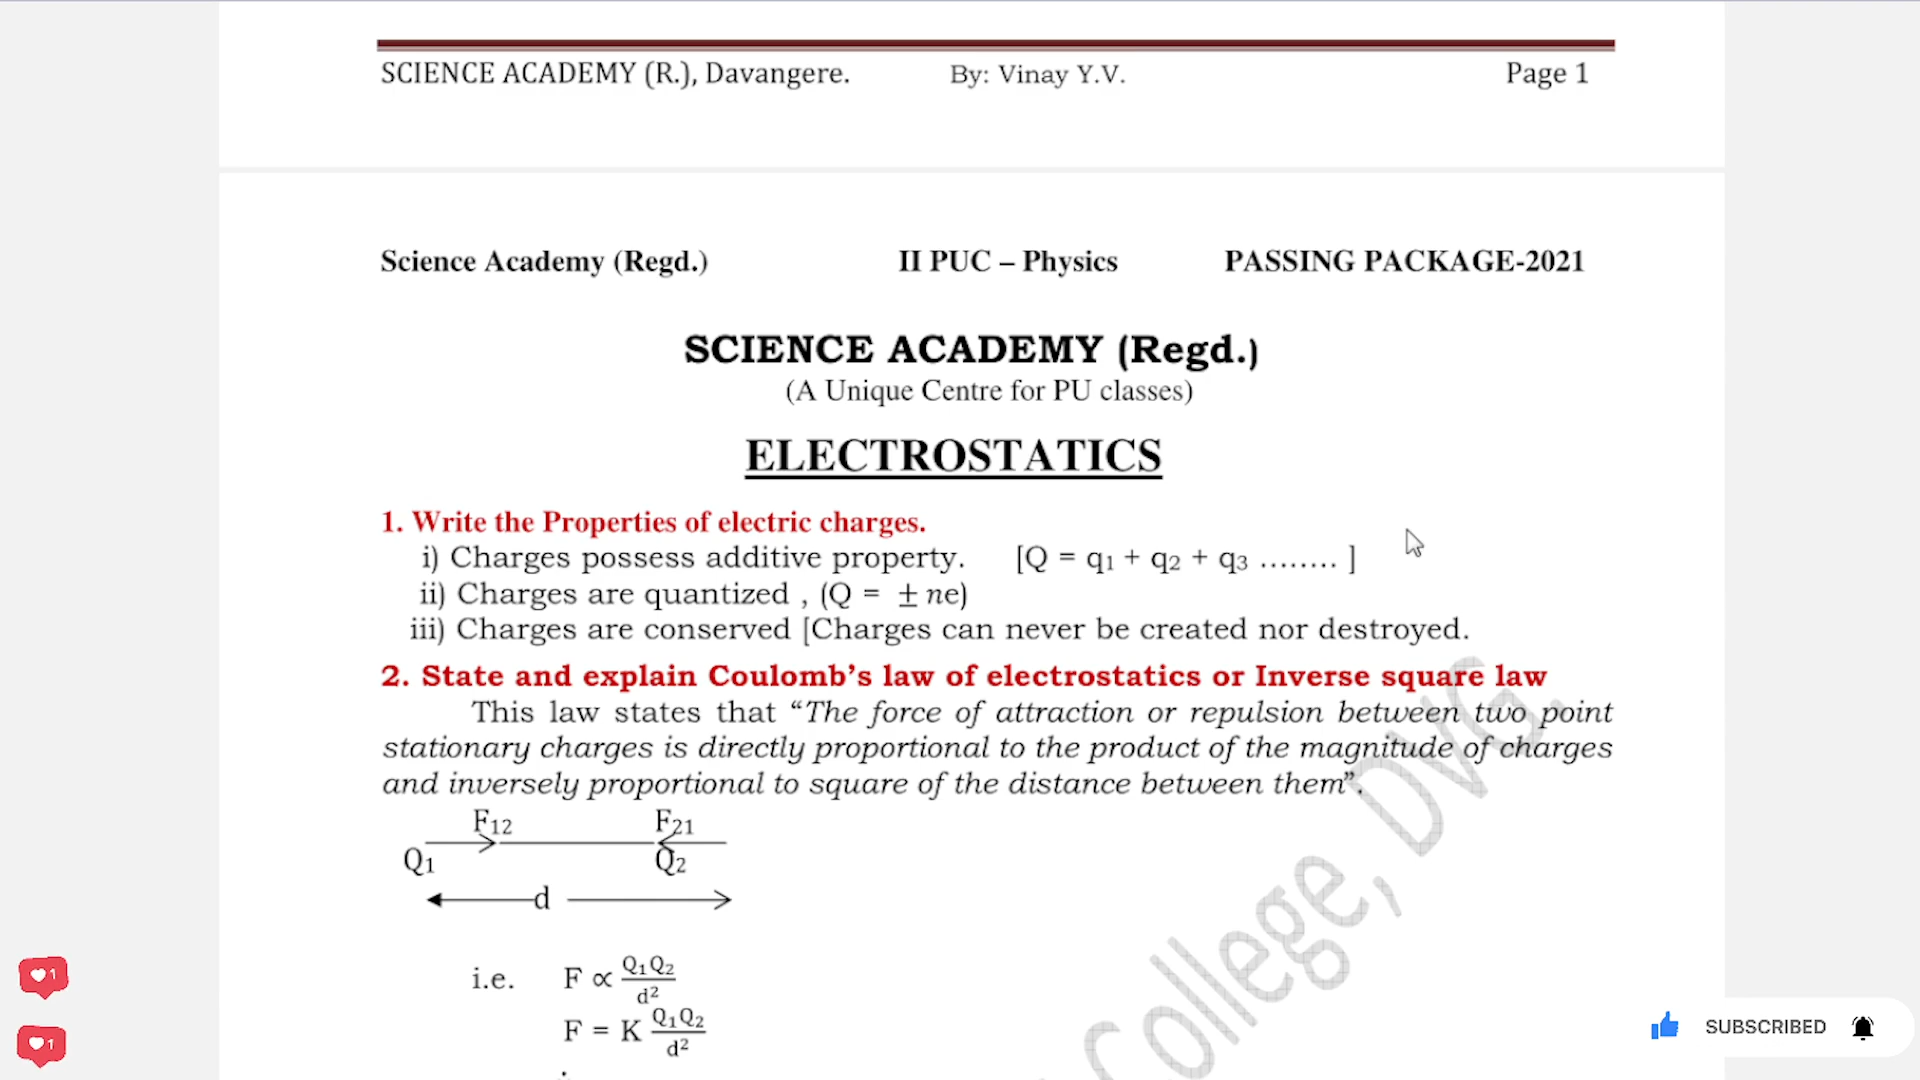 SCIENCE ACADEMY (R.), Davangere. By: Vinay Y.V. Page 1
Science Academy (Regd.) II PUC – Physics PASSING PACKAGE-2021
SCIENCE ACADEMY (Regd.)
(A Unique Centre for PU classes)
ELECTROSTATICS
1. Write the Properties of electric charges.
i) Charges possess additive property. [Q = q₁ + q₂ + q₃ ........ ]
ii) Charges are quantized , (Q = ± ne)
iii) Charges are conserved [Charges can never be created nor destroyed.
2. State and explain Coulomb's law of electrostatics or Inverse square law
This law states that “The force of attraction or repulsion between two point
stationary charges is directly proportional to the product of the magnitude of charges
and inversely proportional to square of the distance between them”.
F₁₂ F₂₁
Q₁ Q₂
d
i.e. F ∝ Q₁Q₂/d²
F = K Q₁Q₂/d²
College, DVG.
1
1
SUBSCRIBED